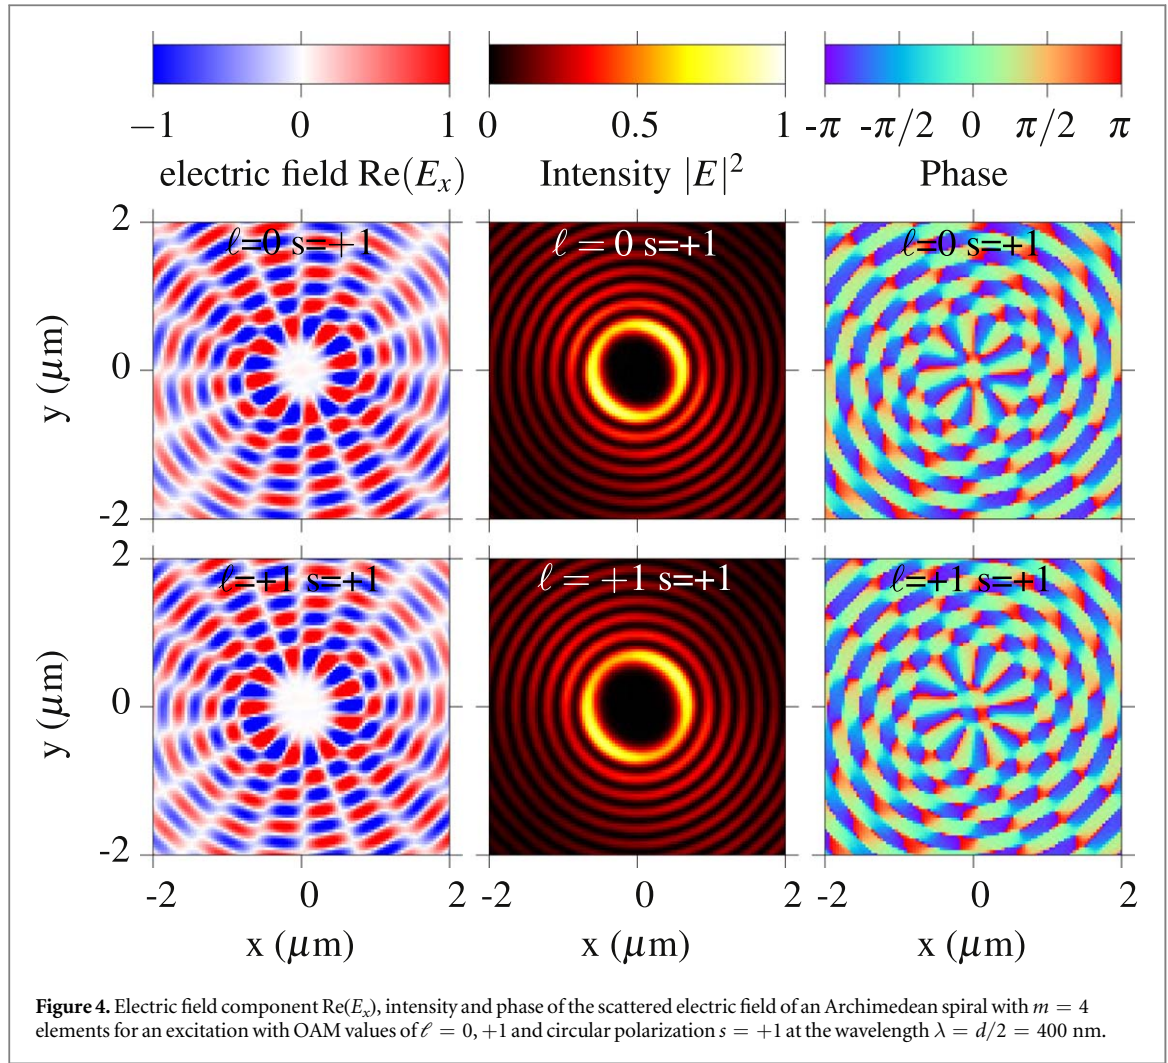 −1 0 1 0 0.5 1 -π -π/2 0 π/2 π
electric field Re(Eₓ) Intensity |E|² Phase
2
ℓ=0 s=+1 ℓ = 0 s=+1 ℓ=0 s=+1
y (μm)
0
-2
2
ℓ=+1 s=+1 ℓ = +1 s=+1 ℓ=+1 s=+1
y (μm)
0
-2
-2 0 2 -2 0 2 -2 0 2
x (μm) x (μm) x (μm)
Figure 4. Electric field component Re(Eₓ), intensity and phase of the scattered electric field of an Archimedean spiral with m = 4
elements for an excitation with OAM values of ℓ = 0, +1 and circular polarization s = +1 at the wavelength λ = d/2 = 400 nm.